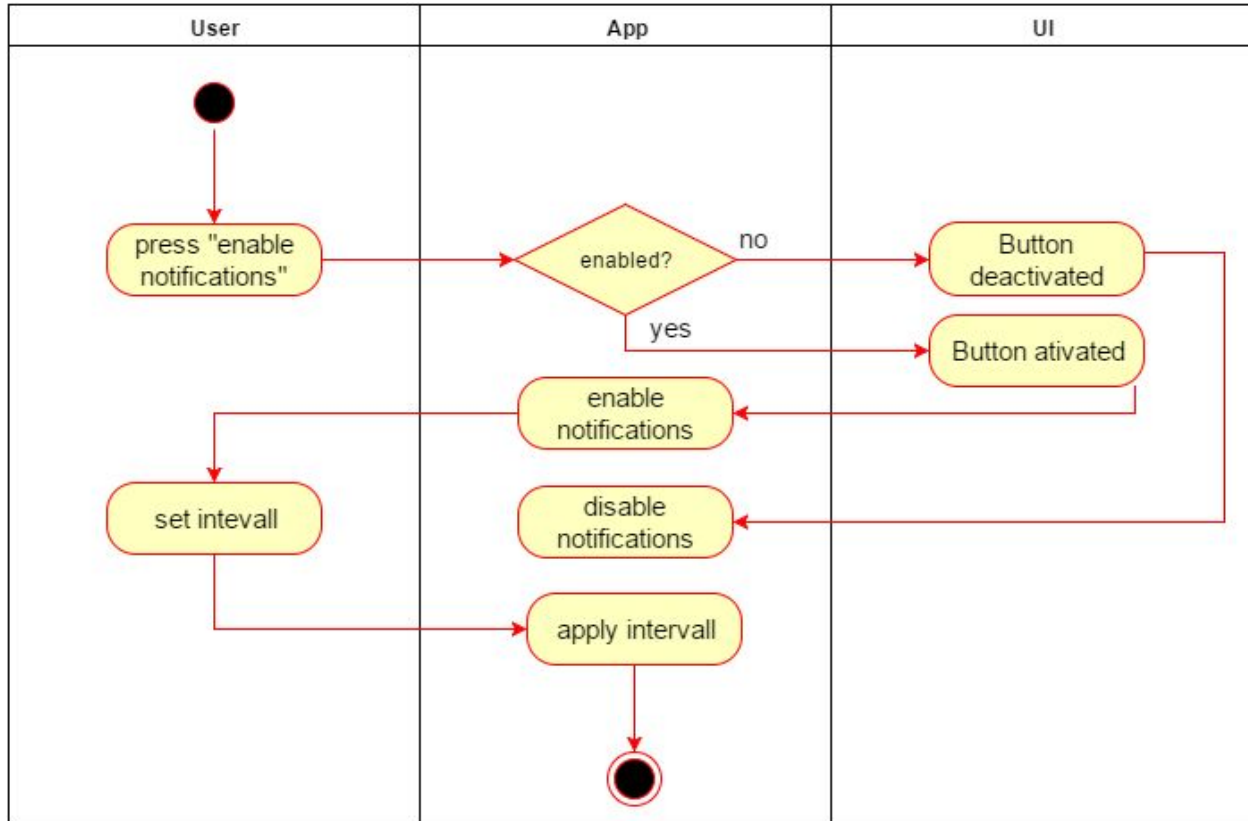 User
App
UI
press "enable
notifications"
enabled?
no
Button
deactivated
yes
Button ativated
enable
notifications
set intevall
disable
notifications
apply intervall